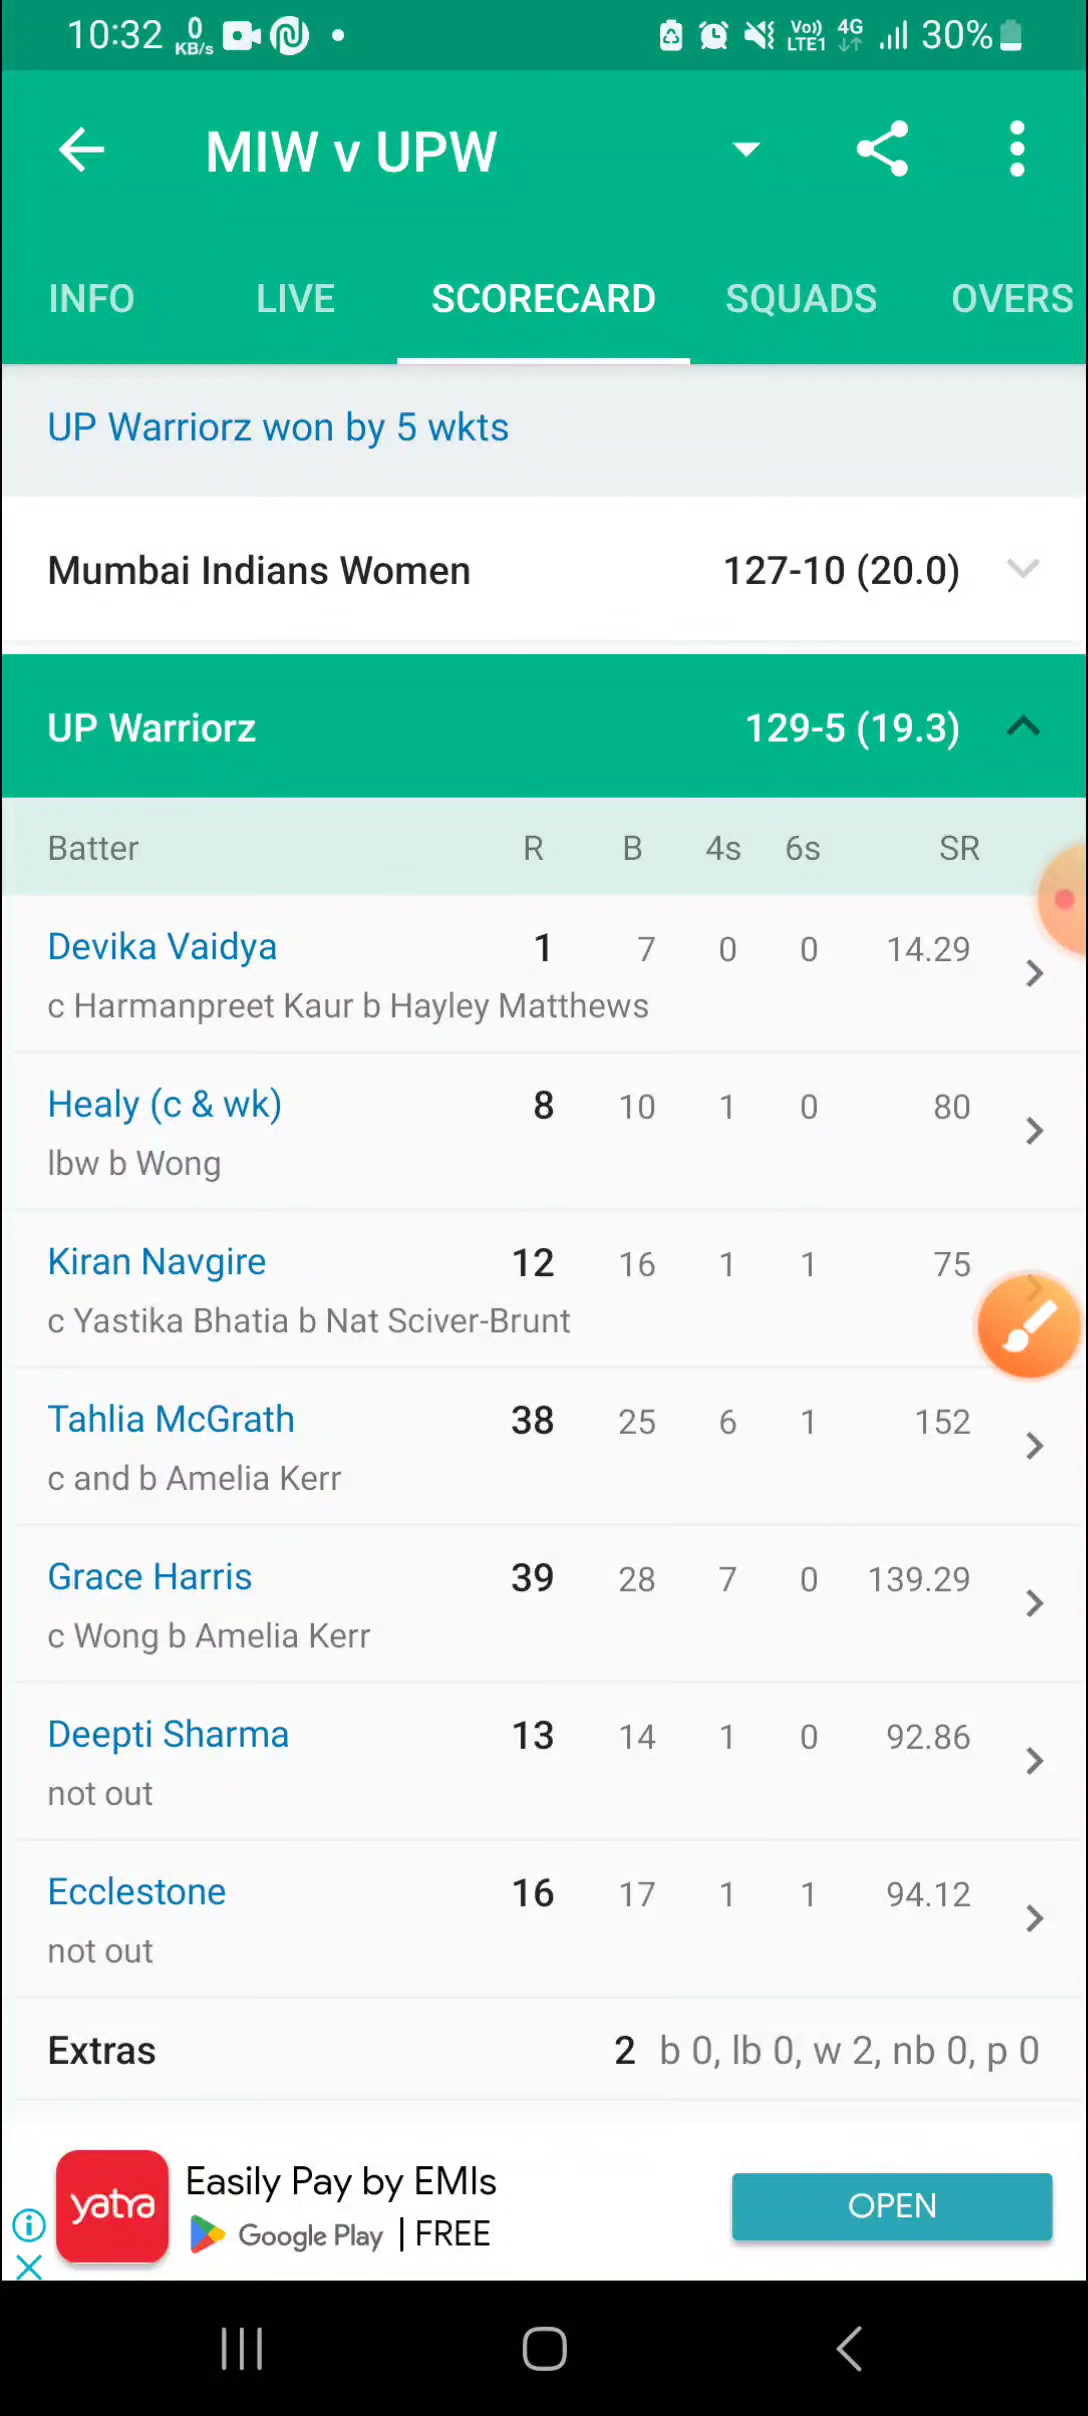 10:32 0 KB/s Vo)) LTE1 4G 30%
MIW v UPW
INFO LIVE SCORECARD SQUADS OVERS
UP Warriorz won by 5 wkts
Mumbai Indians Women 127-10 (20.0)
UP Warriorz 129-5 (19.3)
Batter R B 4s 6s SR
Devika Vaidya 1 7 0 0 14.29
c Harmanpreet Kaur b Hayley Matthews
Healy (c & wk) 8 10 1 0 80
lbw b Wong
Kiran Navgire 12 16 1 1 75
c Yastika Bhatia b Nat Sciver-Brunt
Tahlia McGrath 38 25 6 1 152
c and b Amelia Kerr
Grace Harris 39 28 7 0 139.29
c Wong b Amelia Kerr
Deepti Sharma 13 14 1 0 92.86
not out
Ecclestone 16 17 1 1 94.12
not out
Extras 2 b 0, lb 0, w 2, nb 0, p 0
yatra Easily Pay by EMIs
Google Play | FREE
OPEN